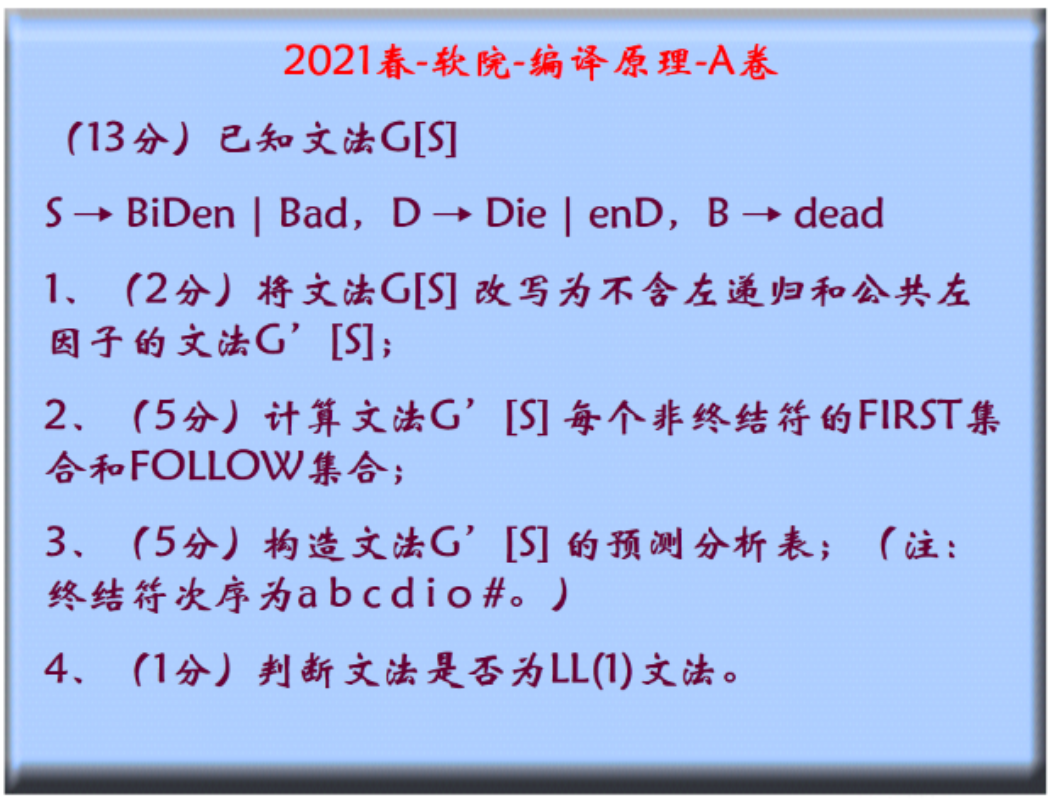 2021春-软院-编译原理-A卷
（13分）已知文法G[S]
S → BiDen | Bad，D → Die | enD，B → dead
1、（2分）将文法G[S] 改写为不含左递归和公共左
因子的文法G’[S]；
2、（5分）计算文法G’[S] 每个非终结符的FIRST集
合和FOLLOW集合；
3、（5分）构造文法G’[S] 的预测分析表；（注：
终结符次序为a b c d i o #。）
4、（1分）判断文法是否为LL(1)文法。